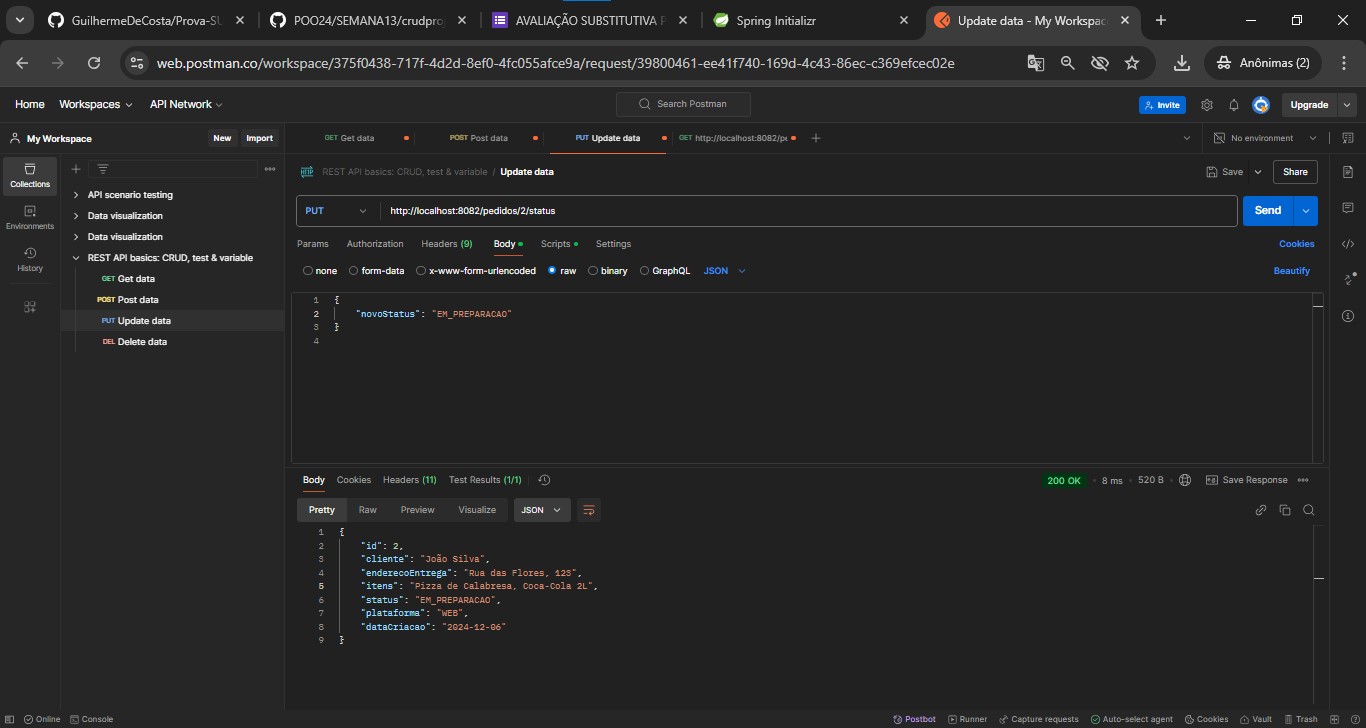 GuilhermeDeCosta/Prova-SU
POO24/SEMANA13/crudproj
AVALIAÇÃO SUBSTITUTIVA P
Spring Initializr
Update data - My Workspac
web.postman.co/workspace/375f0438-717f-4d2d-8ef0-4fc055afce9a/request/39800461-ee41f740-169d-4c43-86ec-c369efcec02e
Anônimas (2)
Home Workspaces API Network
Search Postman
Invite
Upgrade
My Workspace
New Import
GET Get data
POST Post data
PUT Update data
GET http://localhost:8082/pe
No environment
Collections
Environments
History
API scenario testing
Data visualization
Data visualization
REST API basics: CRUD, test & variable
GET Get data
POST Post data
PUT Update data
DEL Delete data
HTTP REST API basics: CRUD, test & variable / Update data
Save Share
PUT http://localhost:8082/pedidos/2/status
Send
Params Authorization Headers (9) Body Scripts Settings
Cookies
none form-data x-www-form-urlencoded raw binary GraphQL JSON
Beautify
1 {
2 "novoStatus": "EM_PREPARACAO"
3 }
4
Body Cookies Headers (11) Test Results (1/1)
200 OK 8 ms 520 B Save Response
Pretty Raw Preview Visualize JSON
1 {
2 "id": 2,
3 "cliente": "João Silva",
4 "enderecoEntrega": "Rua das Flores, 123",
5 "itens": "Pizza de Calabresa, Coca-Cola 2L",
6 "status": "EM_PREPARACAO",
7 "plataforma": "WEB",
8 "dataCriacao": "2024-12-06"
9 }
Online Console
Postbot Runner Capture requests Auto-select agent Cookies Vault Trash